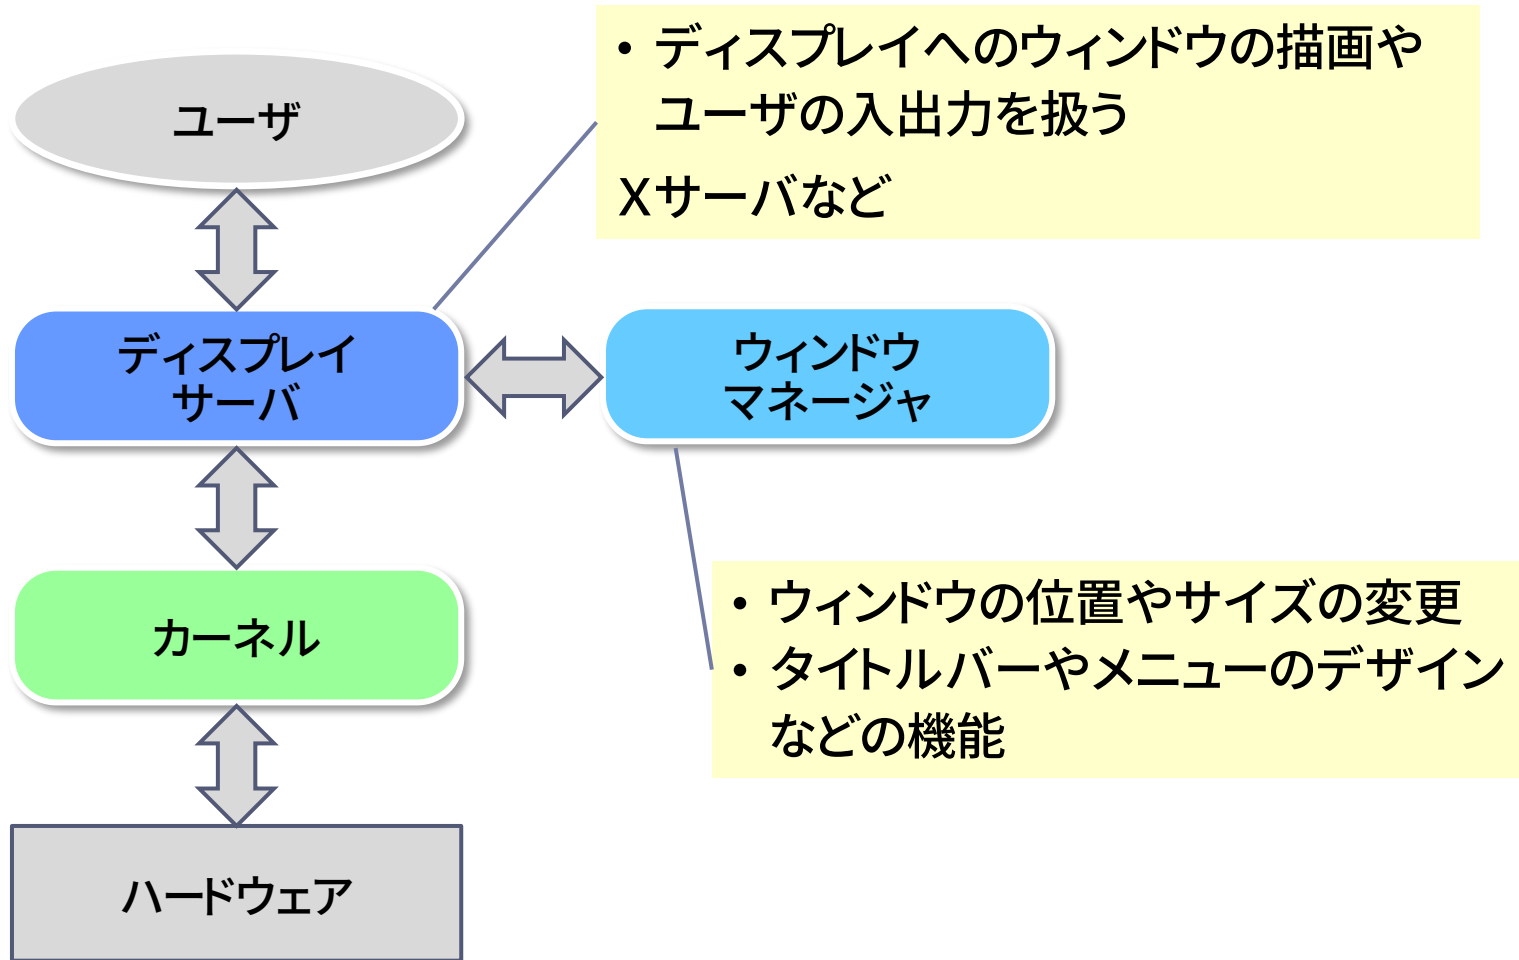 ユーザ
• ディスプレイへのウィンドウの描画や
ユーザの入出力を扱う
Xサーバなど
ディスプレイ
サーバ
ウィンドウ
マネージャ
カーネル
• ウィンドウの位置やサイズの変更
• タイトルバーやメニューのデザイン
などの機能
ハードウェア